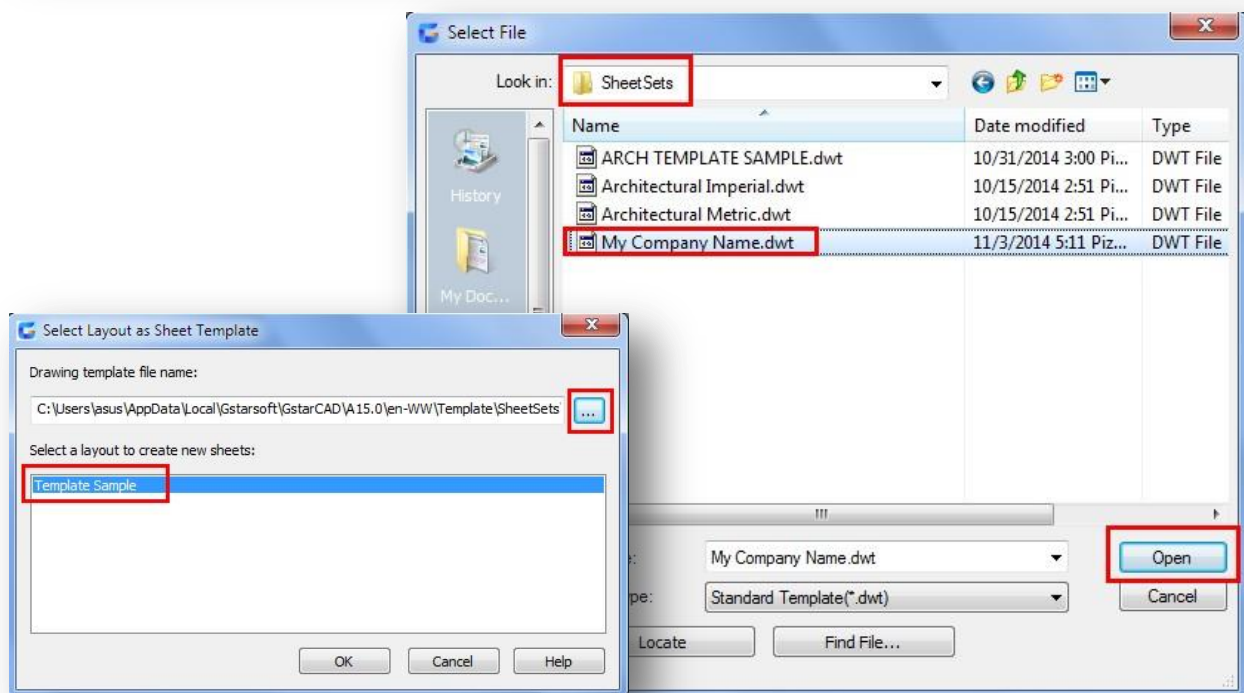 Select File
Look in: SheetSets
Name Date modified Type
ARCH TEMPLATE SAMPLE.dwt 10/31/2014 3:00 Pi... DWT File
Architectural Imperial.dwt 10/15/2014 2:51 Pi... DWT File
Architectural Metric.dwt 10/15/2014 2:51 Pi... DWT File
My Company Name.dwt 11/3/2014 5:11 Piz... DWT File
History
My Doc...
My Company Name.dwt Open
pe: Standard Template(*.dwt) Cancel
Locate Find File...
Select Layout as Sheet Template
Drawing template file name:
C:\Users\asus\AppData\Local\Gstarsoft\GstarCAD\A15.0\en-WW\Template\SheetSets ...
Select a layout to create new sheets:
Template Sample
OK Cancel Help